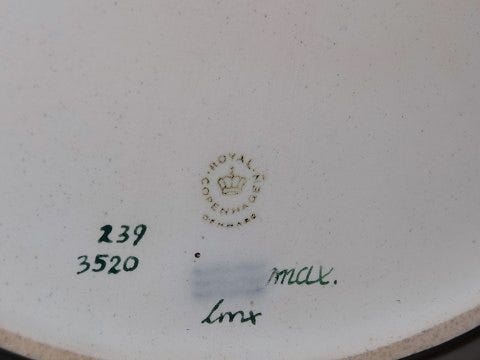 ROYAL
COPENHAGEN
DENMARK
239
3520
max.
lmx